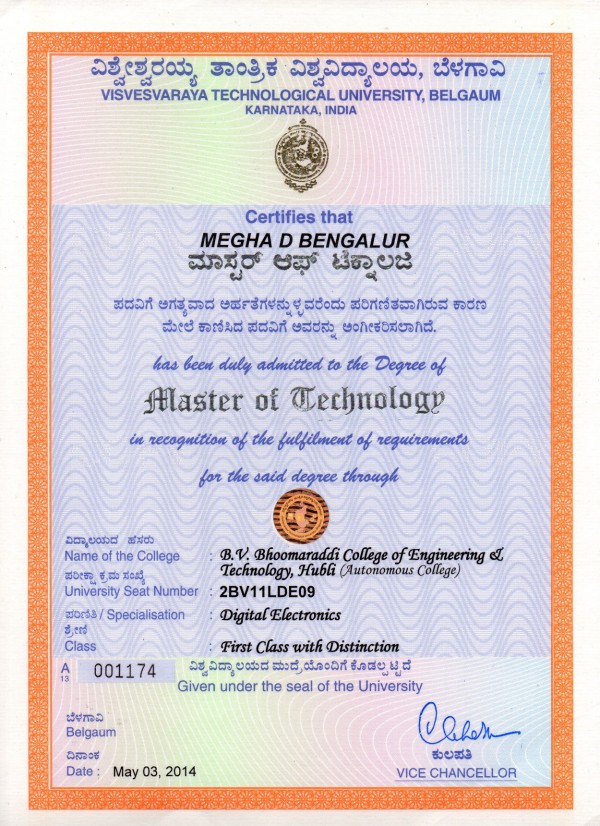 ವಿಶ್ವೇಶ್ವರಯ್ಯ ತಾಂತ್ರಿಕ ವಿಶ್ವವಿದ್ಯಾಲಯ, ಬೆಳಗಾವಿ
VISVESVARAYA TECHNOLOGICAL UNIVERSITY, BELGAUM
KARNATAKA, INDIA
Certifies that
MEGHA D BENGALUR
ಮಾಸ್ಟರ್ ಆಫ್ ಟೆಕ್ನಾಲಜಿ
ಪದವಿಗೆ ಅಗತ್ಯವಾದ ಅರ್ಹತೆಗಳನ್ನುಳ್ಳವರೆಂದು ಪರಿಗಣಿತವಾಗಿರುವ ಕಾರಣ
ಮೇಲೆ ಕಾಣಿಸಿದ ಪದವಿಗೆ ಅವರನ್ನು ಅಂಗೀಕರಿಸಲಾಗಿದೆ.
has been duly admitted to the Degree of
Master of Technology
in recognition of the fulfilment of requirements
for the said degree through
ವಿದ್ಯಾಲಯದ ಹೆಸರು
Name of the College : B.V. Bhoomaraddi College of Engineering &
Technology, Hubli (Autonomous College)
ಪರೀಕ್ಷಾ ಕ್ರಮ ಸಂಖ್ಯೆ
University Seat Number : 2BV11LDE09
ಪರಿಣಿತಿ / Specialisation : Digital Electronics
ಶ್ರೇಣಿ
Class : First Class with Distinction
A 13 001174 ವಿಶ್ವವಿದ್ಯಾಲಯದ ಮುದ್ರೆಯೊಂದಿಗೆ ಕೊಡಲ್ಪಟ್ಟಿದೆ
Given under the seal of the University
ಬೆಳಗಾವಿ
Belgaum
ದಿನಾಂಕ
ಕುಲಪತಿ
Date : May 03, 2014
VICE CHANCELLOR